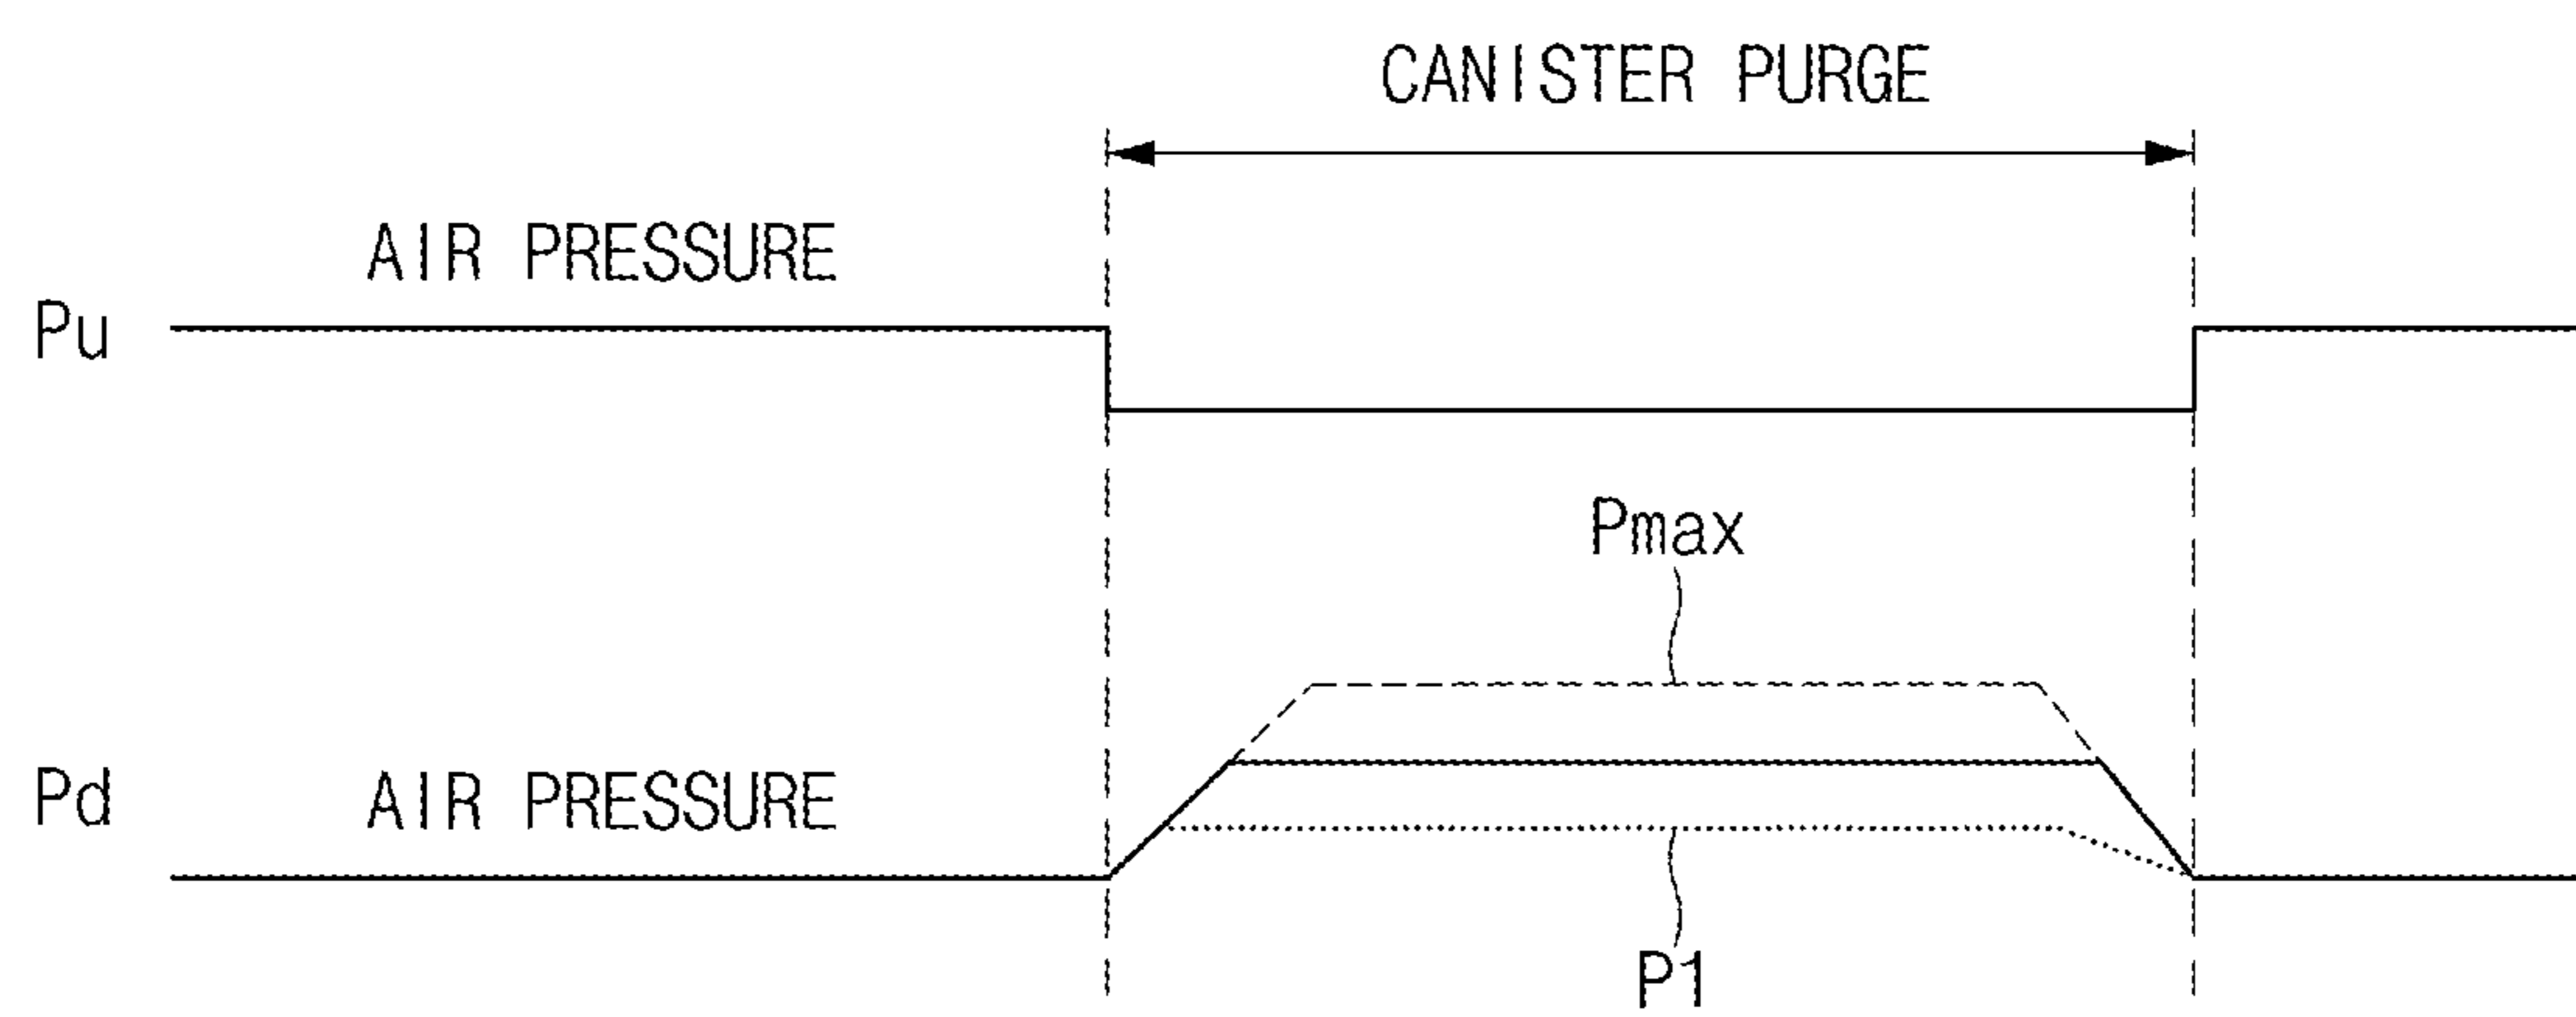 CANISTER PURGE
AIR PRESSURE
Pu
Pmax
Pd
AIR PRESSURE
P1